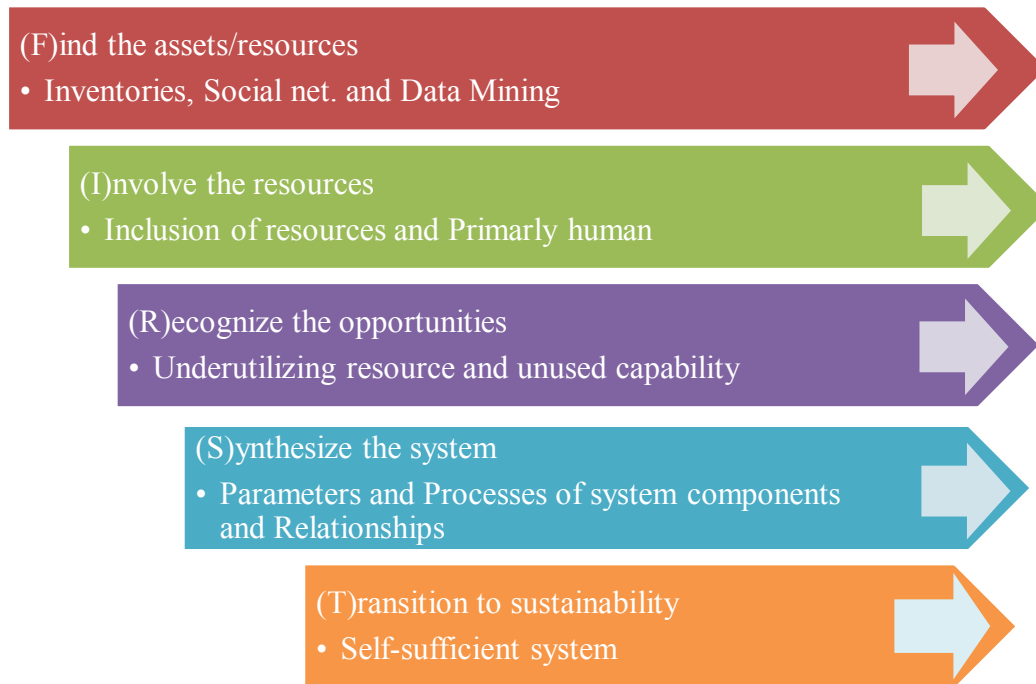 (F)ind the assets/resources
• Inventories, Social net. and Data Mining
(I)nvolve the resources
• Inclusion of resources and Primarly human
(R)ecognize the opportunities
• Underutilizing resource and unused capability
(S)ynthesize the system
• Parameters and Processes of system components
and Relationships
(T)ransition to sustainability
• Self-sufficient system